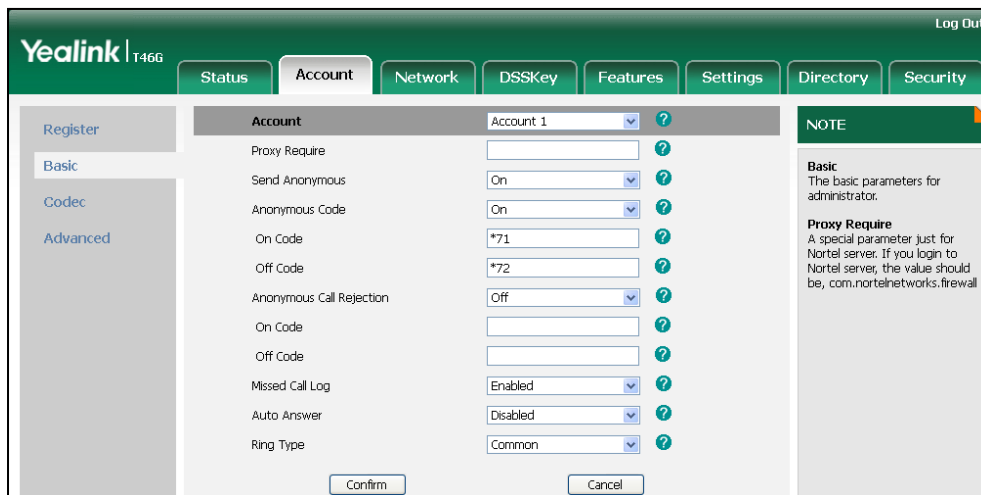 Log Out
Yealink | T46G
Status Account Network DSSKey Features Settings Directory Security
Register
Basic
Codec
Advanced
Account Account 1 ?
Proxy Require ?
Send Anonymous On ?
Anonymous Code On ?
On Code *71 ?
Off Code *72 ?
Anonymous Call Rejection Off ?
On Code ?
Off Code ?
Missed Call Log Enabled ?
Auto Answer Disabled ?
Ring Type Common ?
Confirm Cancel
NOTE
Basic
The basic parameters for
administrator.
Proxy Require
A special parameter just for
Nortel server. If you login to
Nortel server, the value should
be, com.nortelnetworks.firewall